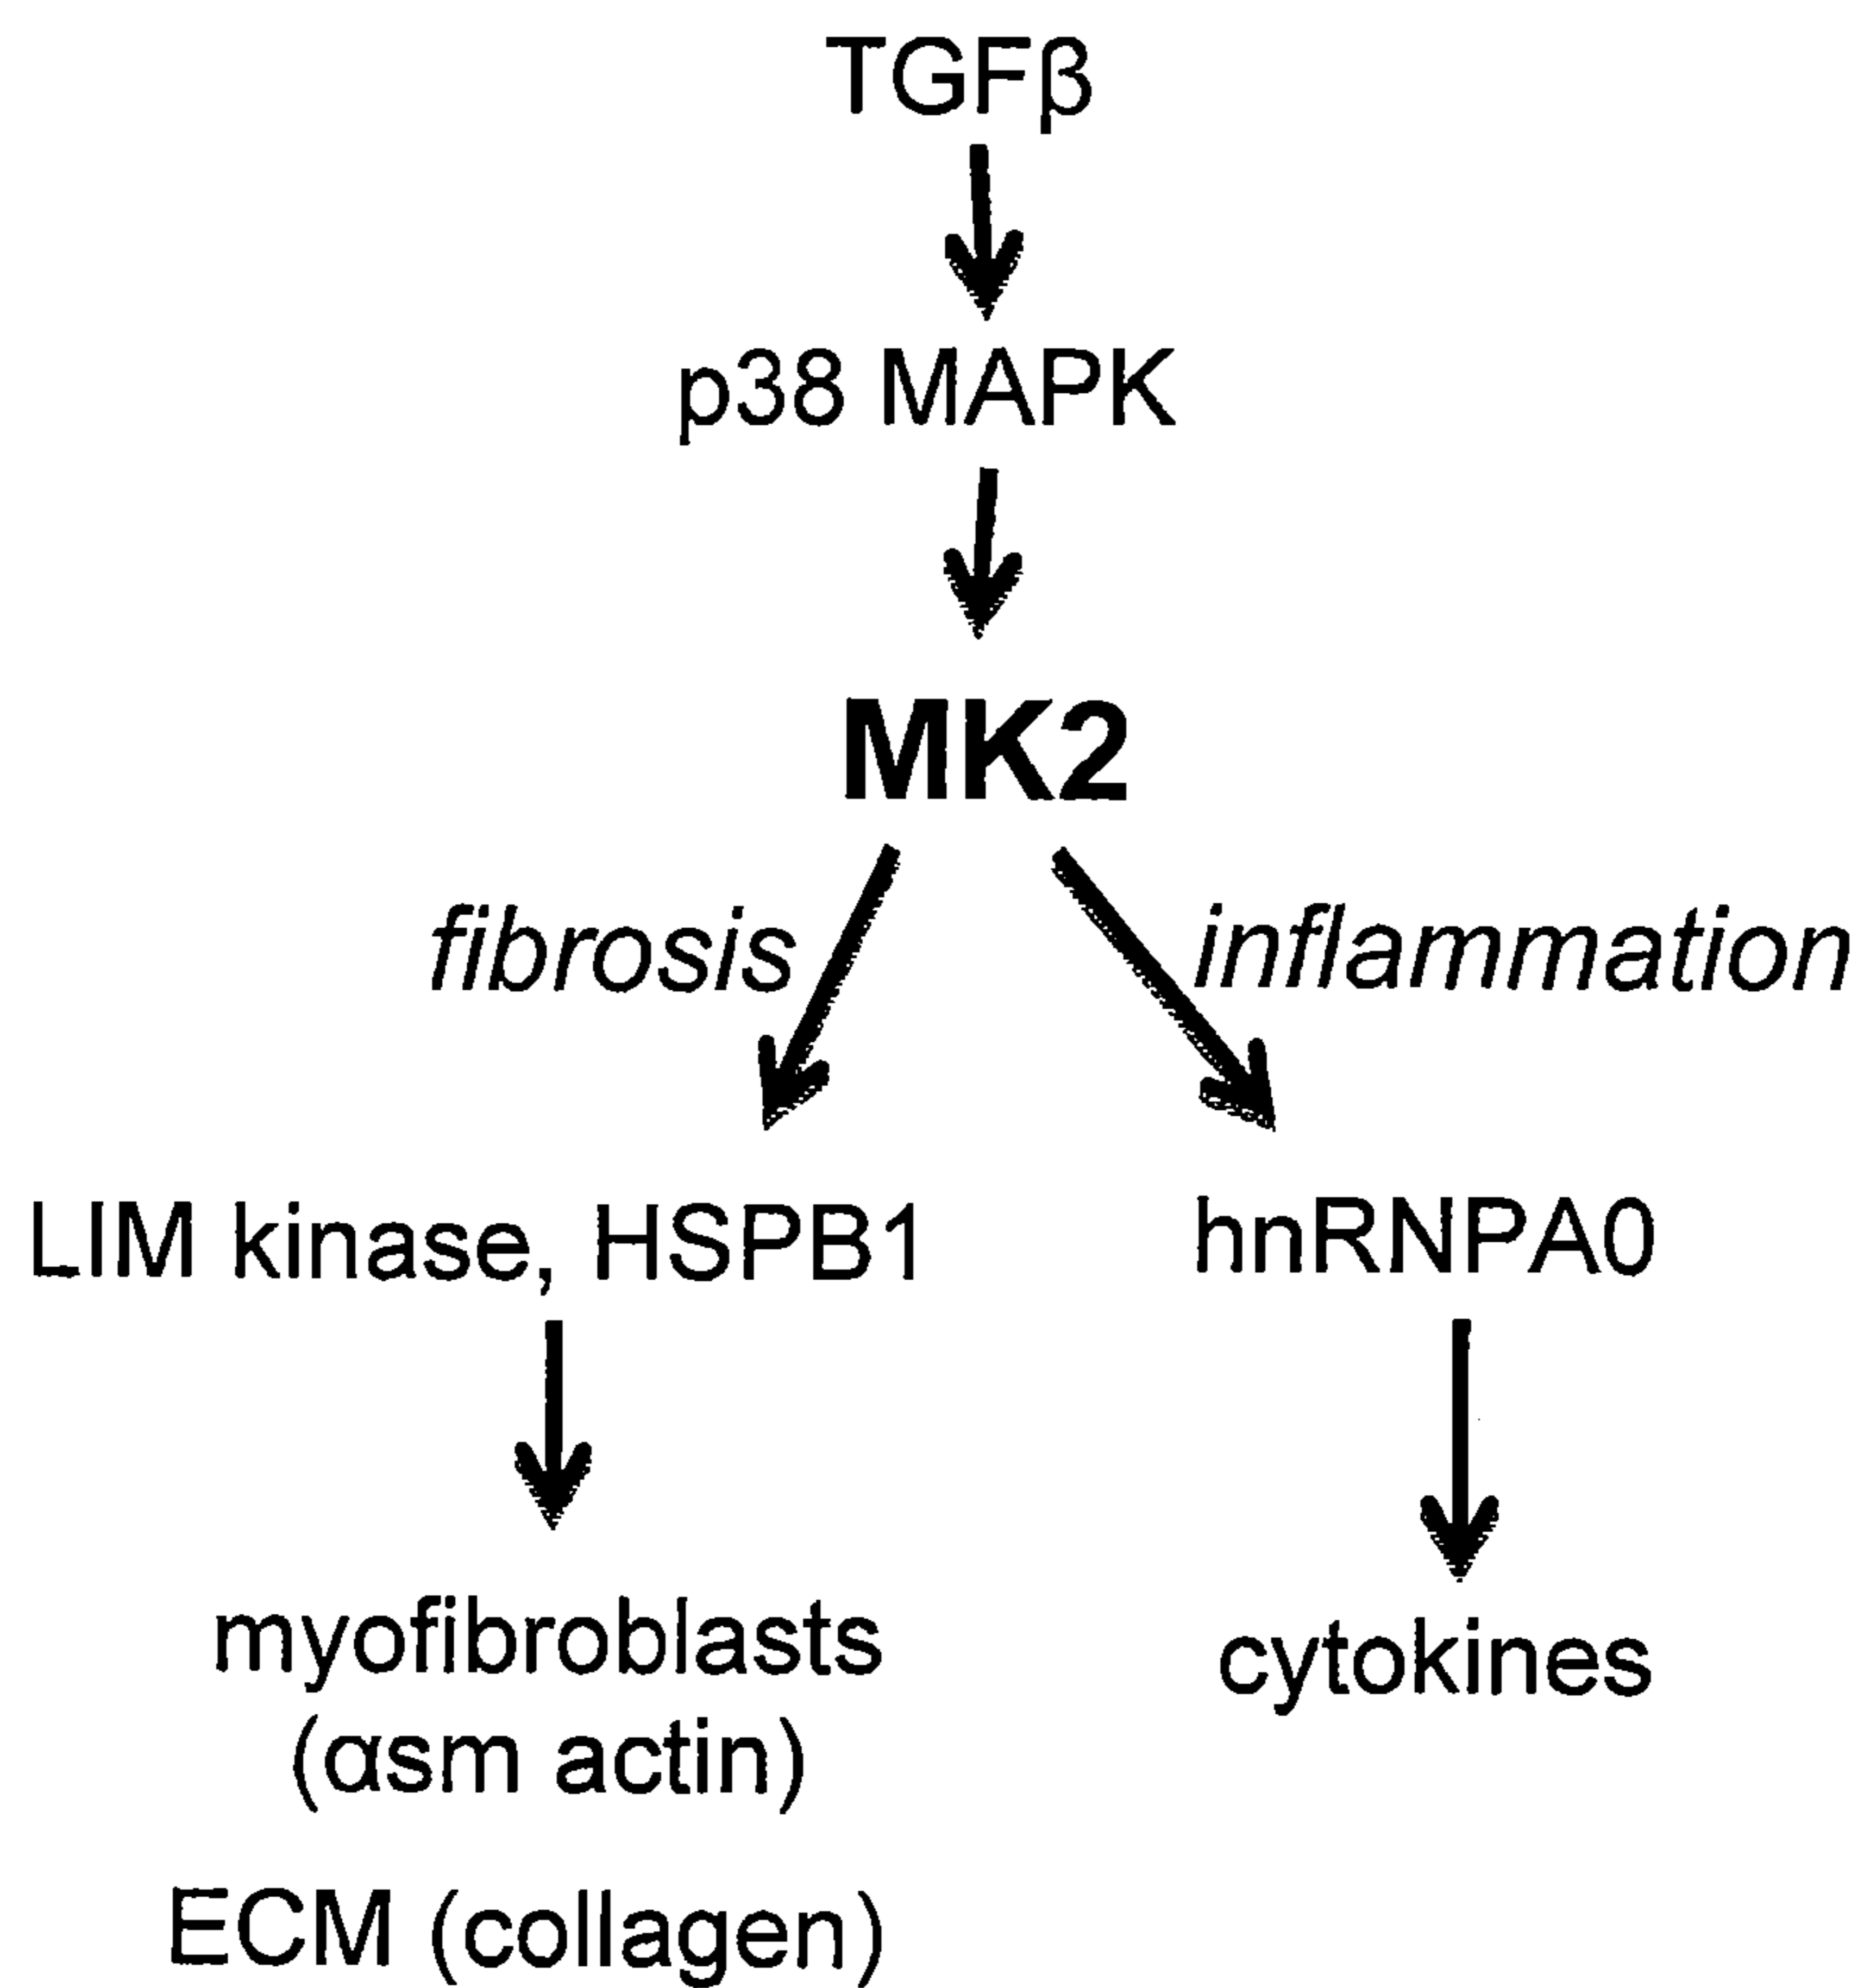 TGFβ
p38 MAPK
MK2
fibrosis
inflammation
LIM kinase, HSPB1
hnRNPA0
myofibroblasts
(αsm actin)
cytokines
ECM (collagen)